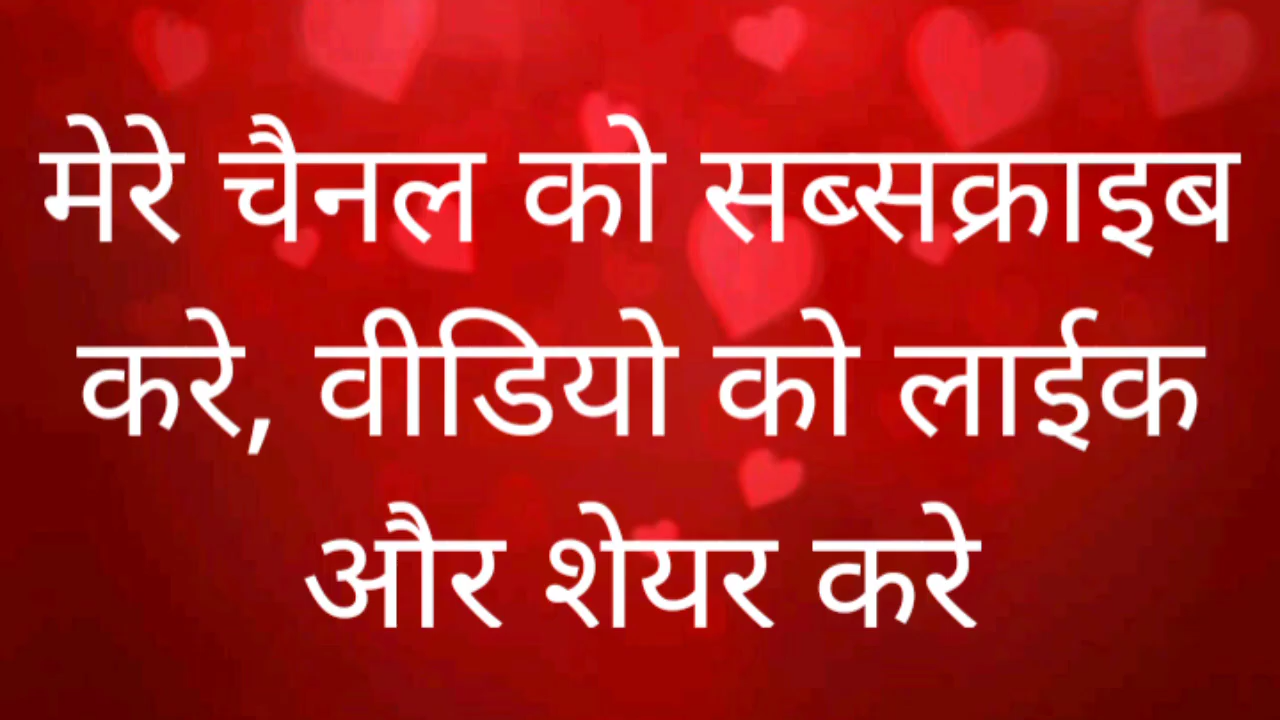 मेरे चैनल को सब्सक्राइब
करे, वीडियो को लाईक
और शेयर करे